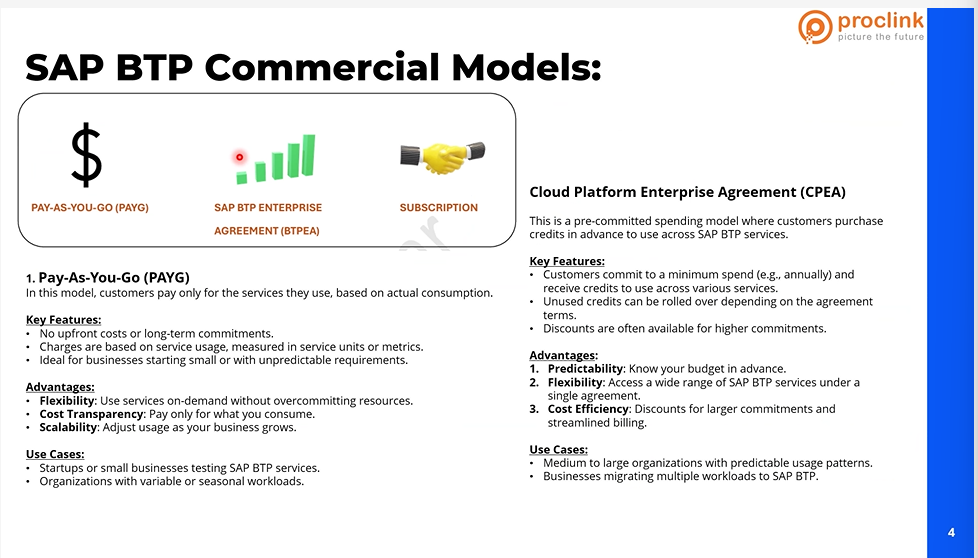 proclink
picture the future
SAP BTP Commercial Models:
PAY-AS-YOU-GO (PAYG)
SAP BTP ENTERPRISE
AGREEMENT (BTPEA)
SUBSCRIPTION
1. Pay-As-You-Go (PAYG)
In this model, customers pay only for the services they use, based on actual consumption.
Key Features:
• No upfront costs or long-term commitments.
• Charges are based on service usage, measured in service units or metrics.
• Ideal for businesses starting small or with unpredictable requirements.
Advantages:
• Flexibility: Use services on-demand without overcommitting resources.
• Cost Transparency: Pay only for what you consume.
• Scalability: Adjust usage as your business grows.
Use Cases:
• Startups or small businesses testing SAP BTP services.
• Organizations with variable or seasonal workloads.
Cloud Platform Enterprise Agreement (CPEA)
This is a pre-committed spending model where customers purchase
credits in advance to use across SAP BTP services.
Key Features:
• Customers commit to a minimum spend (e.g., annually) and
receive credits to use across various services.
• Unused credits can be rolled over depending on the agreement
terms.
• Discounts are often available for higher commitments.
Advantages:
1. Predictability: Know your budget in advance.
2. Flexibility: Access a wide range of SAP BTP services under a
single agreement.
3. Cost Efficiency: Discounts for larger commitments and
streamlined billing.
Use Cases:
• Medium to large organizations with predictable usage patterns.
• Businesses migrating multiple workloads to SAP BTP.
4